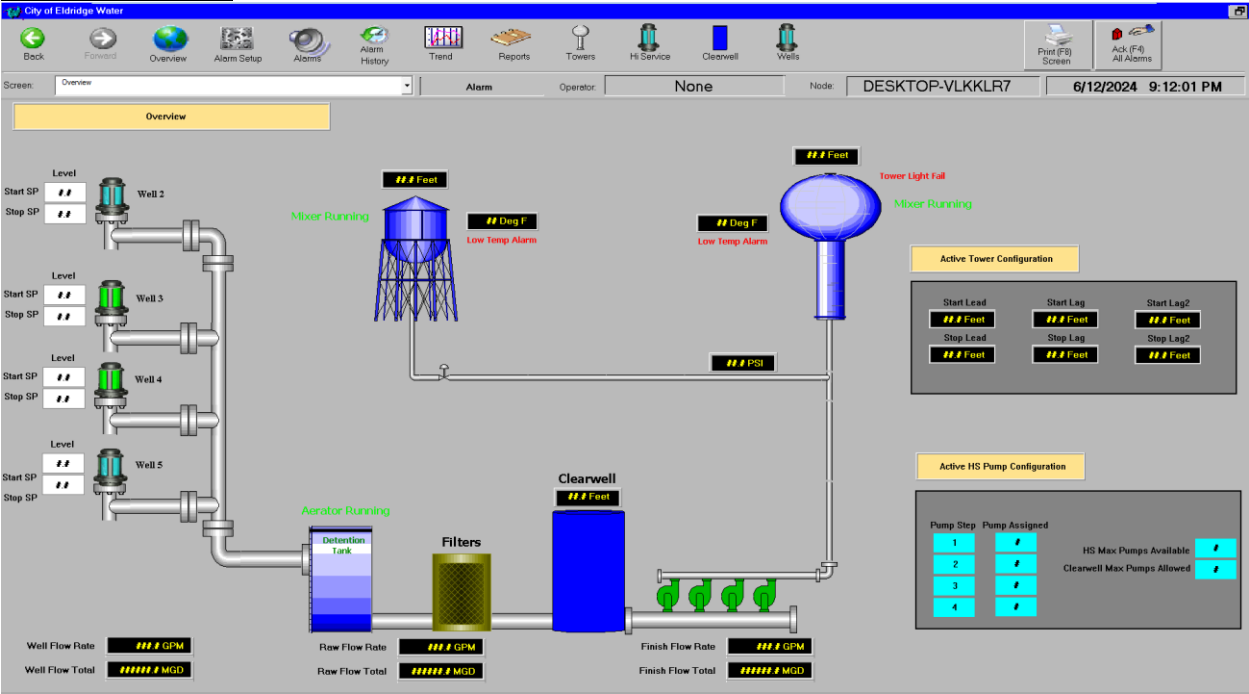 City of Eldridge Water
Back
Forward
Overview
Alarm Setup
Alarms
Alarm
History
Trend
Reports
Towers
Hi Service
Clearwell
Wells
Print (F8)
Screen
Ack (F4)
All Alarms
Screen:
Overview
Alarm
Operator:
None
Node:
DESKTOP-VLKKLR7
6/12/2024 9:12:01 PM
Overview
Level
Start SP #.#
Stop SP #.#
Well 2
Level
Start SP #.#
Stop SP #.#
Well 3
Level
Start SP #.#
Stop SP #.#
Well 4
Level
#.#
Start SP #.#
Stop SP
Well 5
##.# Feet
Mixer Running
## Deg F
Low Temp Alarm
##.# Feet
Tower Light Fail
Mixer Running
## Deg F
Low Temp Alarm
##.# PSI
Active Tower Configuration
Start Lead Start Lag Start Lag2
##.# Feet ##.# Feet ##.# Feet
Stop Lead Stop Lag Stop Lag2
##.# Feet ##.# Feet ##.# Feet
Aerator Running
Detention
Tank
Filters
Clearwell
##.# Feet
Active HS Pump Configuration
Pump Step Pump Assigned
1 #
2 #
3 #
4 #
HS Max Pumps Available #
Clearwell Max Pumps Allowed #
Well Flow Rate ###.# GPM
Well Flow Total ######.# MGD
Raw Flow Rate ###.# GPM
Raw Flow Total ######.# MGD
Finish Flow Rate ###.# GPM
Finish Flow Total ######.# MGD